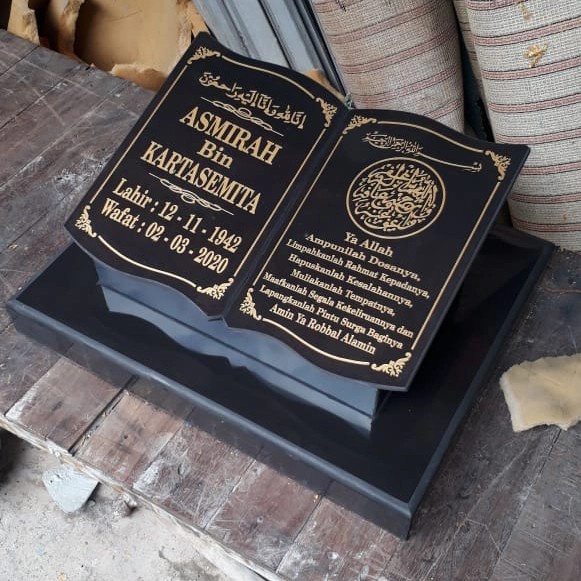 إنا لله وإنا إليه راجعون
ASMIRAH
Bin
KARTASEMITA
Lahir : 12 - 11 - 1942
Wafat : 02 - 03 - 2020
Ya Allah
Ampunilah Dosanya,
Limpahkanlah Rahmat Kepadanya,
Hapuskanlah Kesalahannya,
Muliakanlah Tempatnya,
Maafkanlah Segala Kekeliruannya dan
Lapangkanlah Pintu Surga Baginya
Amin Ya Robbal Alamin